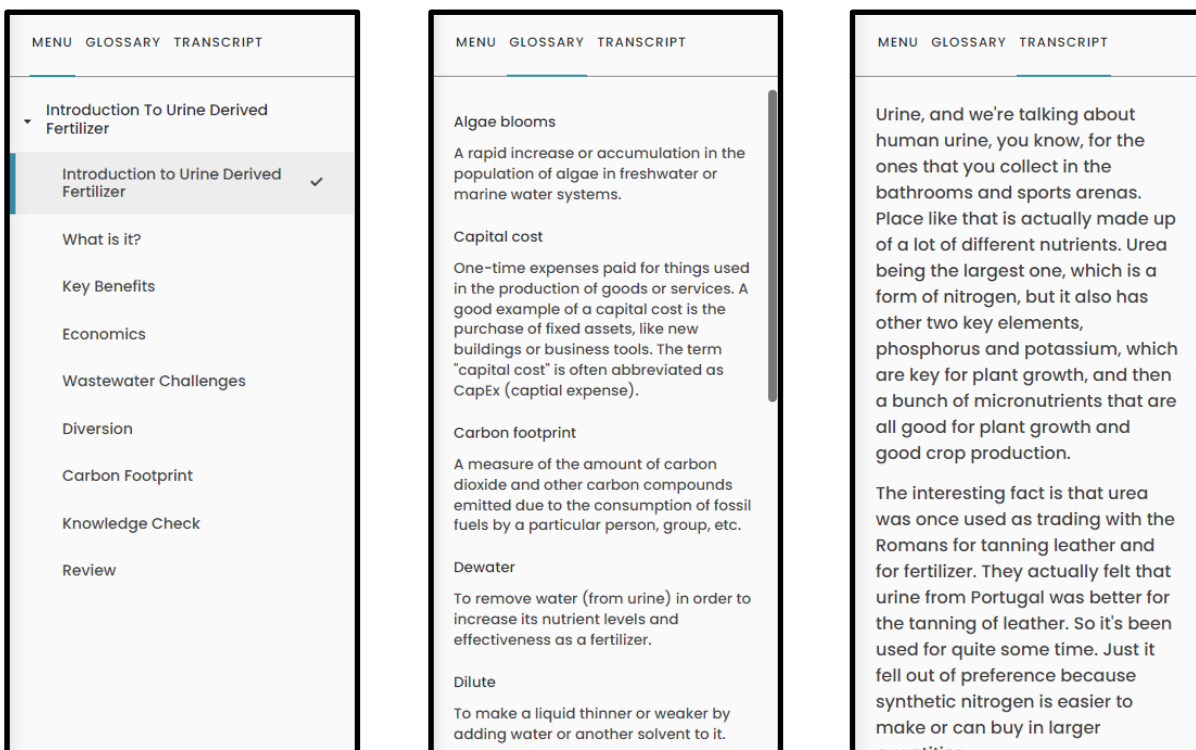 MENU GLOSSARY TRANSCRIPT
Introduction To Urine Derived
Fertilizer
Introduction to Urine Derived
Fertilizer
What is it?
Key Benefits
Economics
Wastewater Challenges
Diversion
Carbon Footprint
Knowledge Check
Review
MENU GLOSSARY TRANSCRIPT
Algae blooms
A rapid increase or accumulation in the
population of algae in freshwater or
marine water systems.
Capital cost
One-time expenses paid for things used
in the production of goods or services. A
good example of a capital cost is the
purchase of fixed assets, like new
buildings or business tools. The term
"capital cost" is often abbreviated as
CapEx (captial expense).
Carbon footprint
A measure of the amount of carbon
dioxide and other carbon compounds
emitted due to the consumption of fossil
fuels by a particular person, group, etc.
Dewater
To remove water (from urine) in order to
increase its nutrient levels and
effectiveness as a fertilizer.
Dilute
To make a liquid thinner or weaker by
adding water or another solvent to it.
MENU GLOSSARY TRANSCRIPT
Urine, and we're talking about
human urine, you know, for the
ones that you collect in the
bathrooms and sports arenas.
Place like that is actually made up
of a lot of different nutrients. Urea
being the largest one, which is a
form of nitrogen, but it also has
other two key elements,
phosphorus and potassium, which
are key for plant growth, and then
a bunch of micronutrients that are
all good for plant growth and
good crop production.
The interesting fact is that urea
was once used as trading with the
Romans for tanning leather and
for fertilizer. They actually felt that
urine from Portugal was better for
the tanning of leather. So it's been
used for quite some time. Just it
fell out of preference because
synthetic nitrogen is easier to
make or can buy in larger